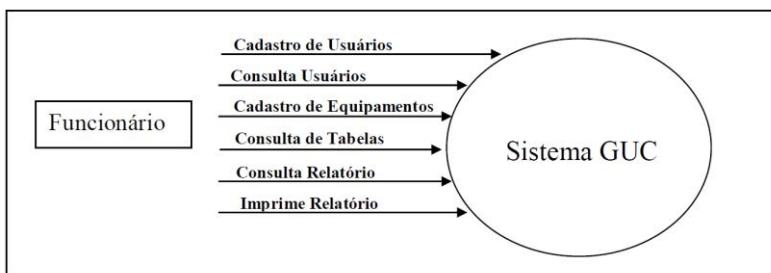 Cadastro de Usuários
Consulta Usuários
Cadastro de Equipamentos
Funcionário
Consulta de Tabelas
Sistema GUC
Consulta Relatório
Imprime Relatório